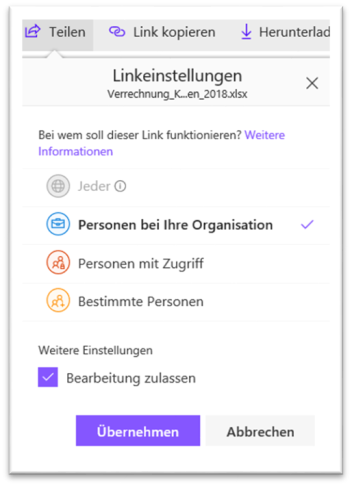 Teilen Link kopieren Herunterlad
Linkeinstellungen
Verrechnung_K...en_2018.xlsx
Bei wem soll dieser Link funktionieren? Weitere
Informationen
Jeder
Personen bei Ihre Organisation
Personen mit Zugriff
Bestimmte Personen
Weitere Einstellungen
Bearbeitung zulassen
Übernehmen Abbrechen